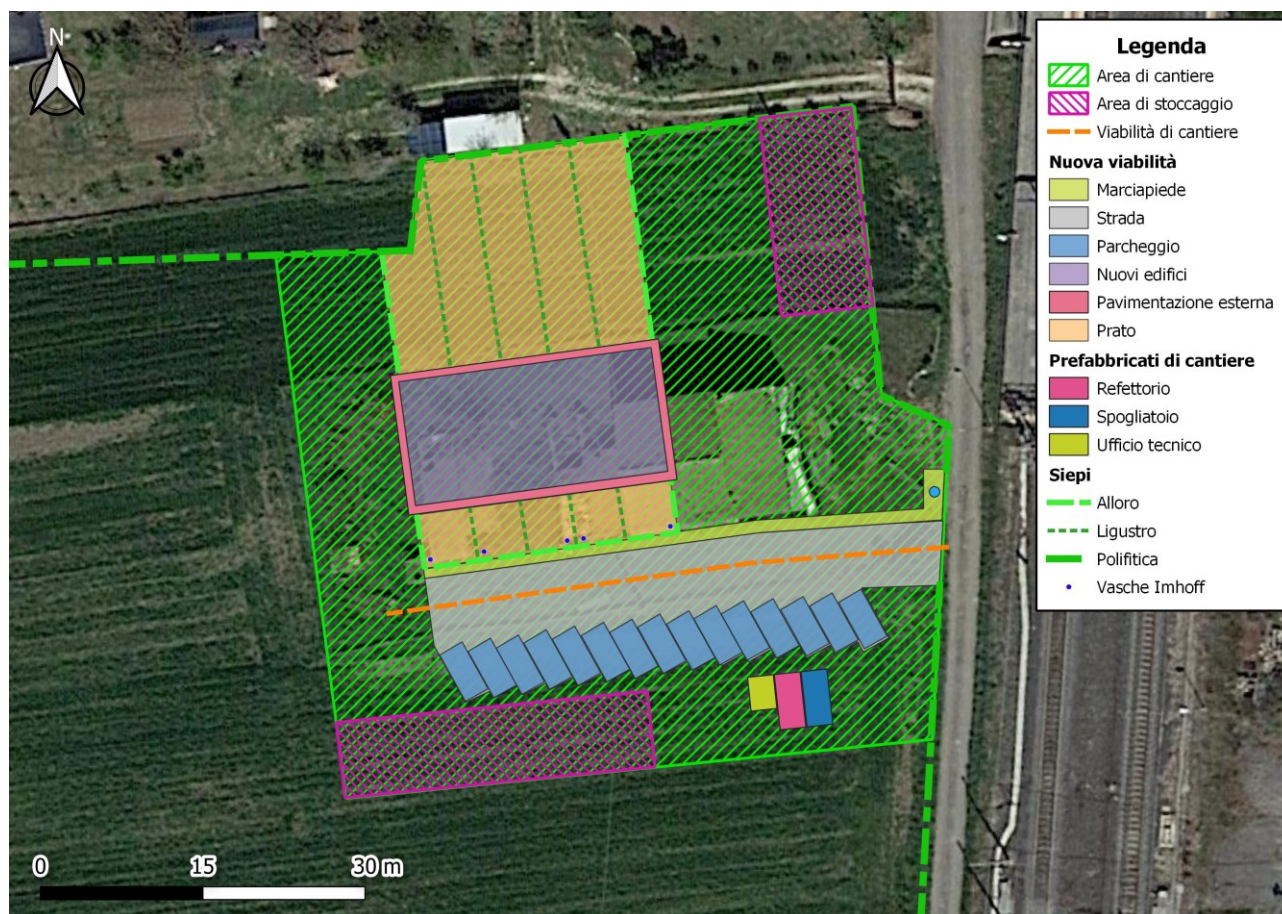 N
Legenda
Area di cantiere
Area di stoccaggio
Viabilità di cantiere
Nuova viabilità
Marciapiede
Strada
Parcheggio
Nuovi edifici
Pavimentazione esterna
Prato
Prefabbricati di cantiere
Refettorio
Spogliatoio
Ufficio tecnico
Siepi
Alloro
Ligustro
Polifitica
Vasche Imhoff
0 15 30 m